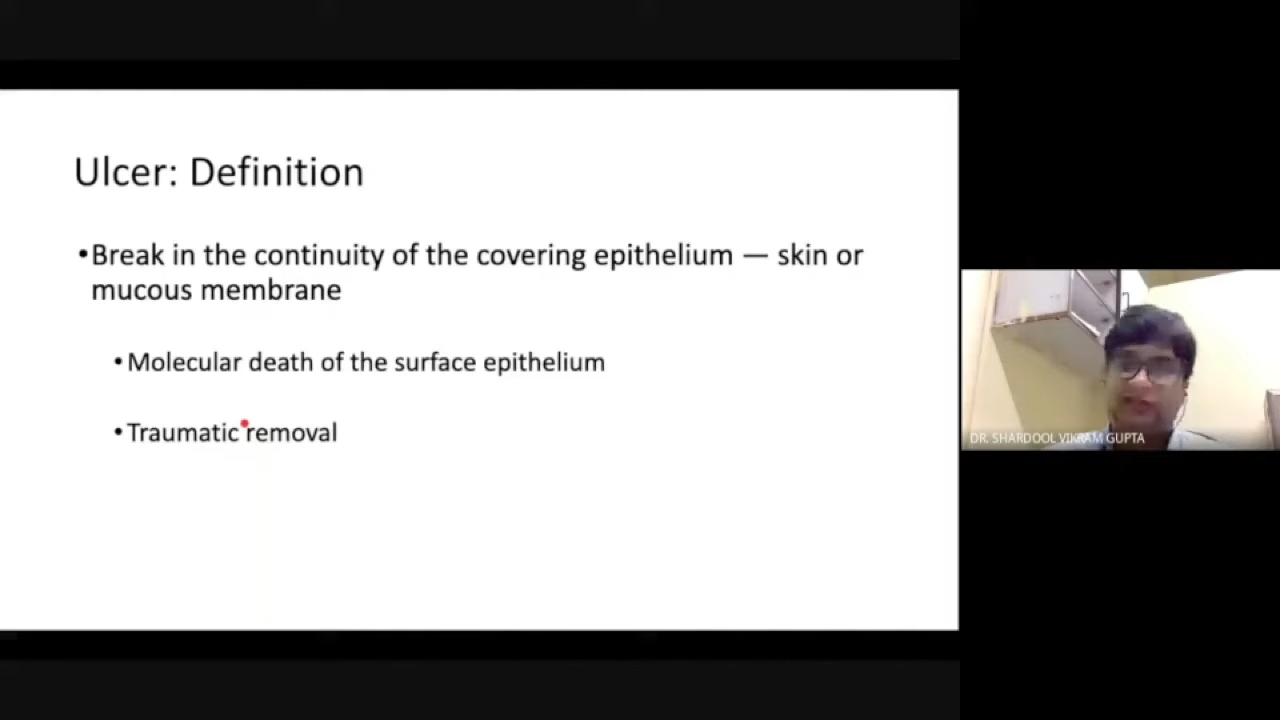 Ulcer: Definition
•Break in the continuity of the covering epithelium — skin or
mucous membrane
•Molecular death of the surface epithelium
•Traumatic removal
DR. SHARDOOL VIKRAM GUPTA